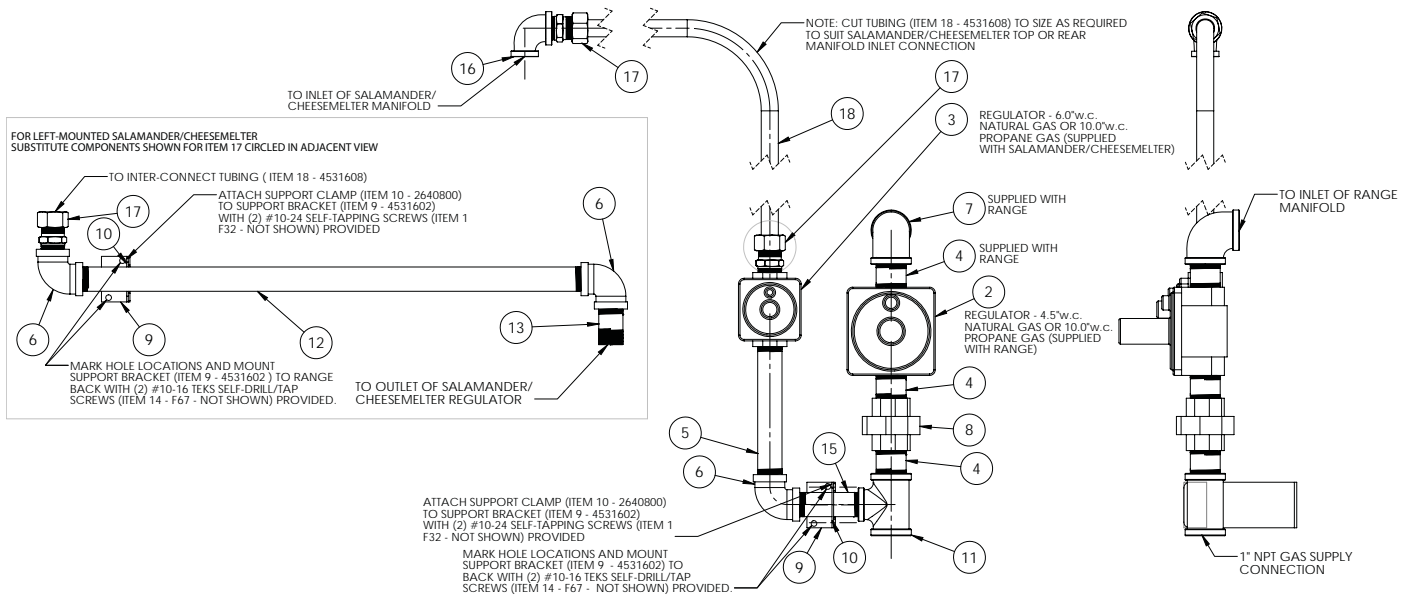 NOTE: CUT TUBING (ITEM 18 - 4531608) TO SIZE AS REQUIRED
TO SUIT SALAMANDER/CHEESEMELTER TOP OR REAR
MANIFOLD INLET CONNECTION
16
17
TO INLET OF SALAMANDER/
CHEESEMELTER MANIFOLD
17
18
3
REGULATOR - 6.0"w.c.
NATURAL GAS OR 10.0"w.c.
PROPANE GAS (SUPPLIED
WITH SALAMANDER/CHEESEMELTER)
FOR LEFT-MOUNTED SALAMANDER/CHEESEMELTER
SUBSTITUTE COMPONENTS SHOWN FOR ITEM 17 CIRCLED IN ADJACENT VIEW
TO INTER-CONNECT TUBING ( ITEM 18 - 4531608)
ATTACH SUPPORT CLAMP (ITEM 10 - 2640800)
TO SUPPORT BRACKET (ITEM 9 - 4531602)
WITH (2) #10-24 SELF-TAPPING SCREWS (ITEM 1
F32 - NOT SHOWN) PROVIDED
17
10
6
6
9
12
13
MARK HOLE LOCATIONS AND MOUNT
SUPPORT BRACKET (ITEM 9 - 4531602 ) TO RANGE
BACK WITH (2) #10-16 TEKS SELF-DRILL/TAP
SCREWS (ITEM 14 - F67 - NOT SHOWN) PROVIDED.
TO OUTLET OF SALAMANDER/
CHEESEMELTER REGULATOR
7
SUPPLIED WITH
RANGE
4
SUPPLIED WITH
RANGE
2
REGULATOR - 4.5"w.c.
NATURAL GAS OR 10.0"w.c.
PROPANE GAS (SUPPLIED
WITH RANGE)
TO INLET OF RANGE
MANIFOLD
4
8
4
5
6
15
ATTACH SUPPORT CLAMP (ITEM 10 - 2640800)
TO SUPPORT BRACKET (ITEM 9 - 4531602)
WITH (2) #10-24 SELF-TAPPING SCREWS (ITEM 1
F32 - NOT SHOWN) PROVIDED
MARK HOLE LOCATIONS AND MOUNT
SUPPORT BRACKET (ITEM 9 - 4531602) TO
BACK WITH (2) #10-16 TEKS SELF-DRILL/TAP
SCREWS (ITEM 14 - F67 - NOT SHOWN) PROVIDED.
9
10
11
1" NPT GAS SUPPLY
CONNECTION